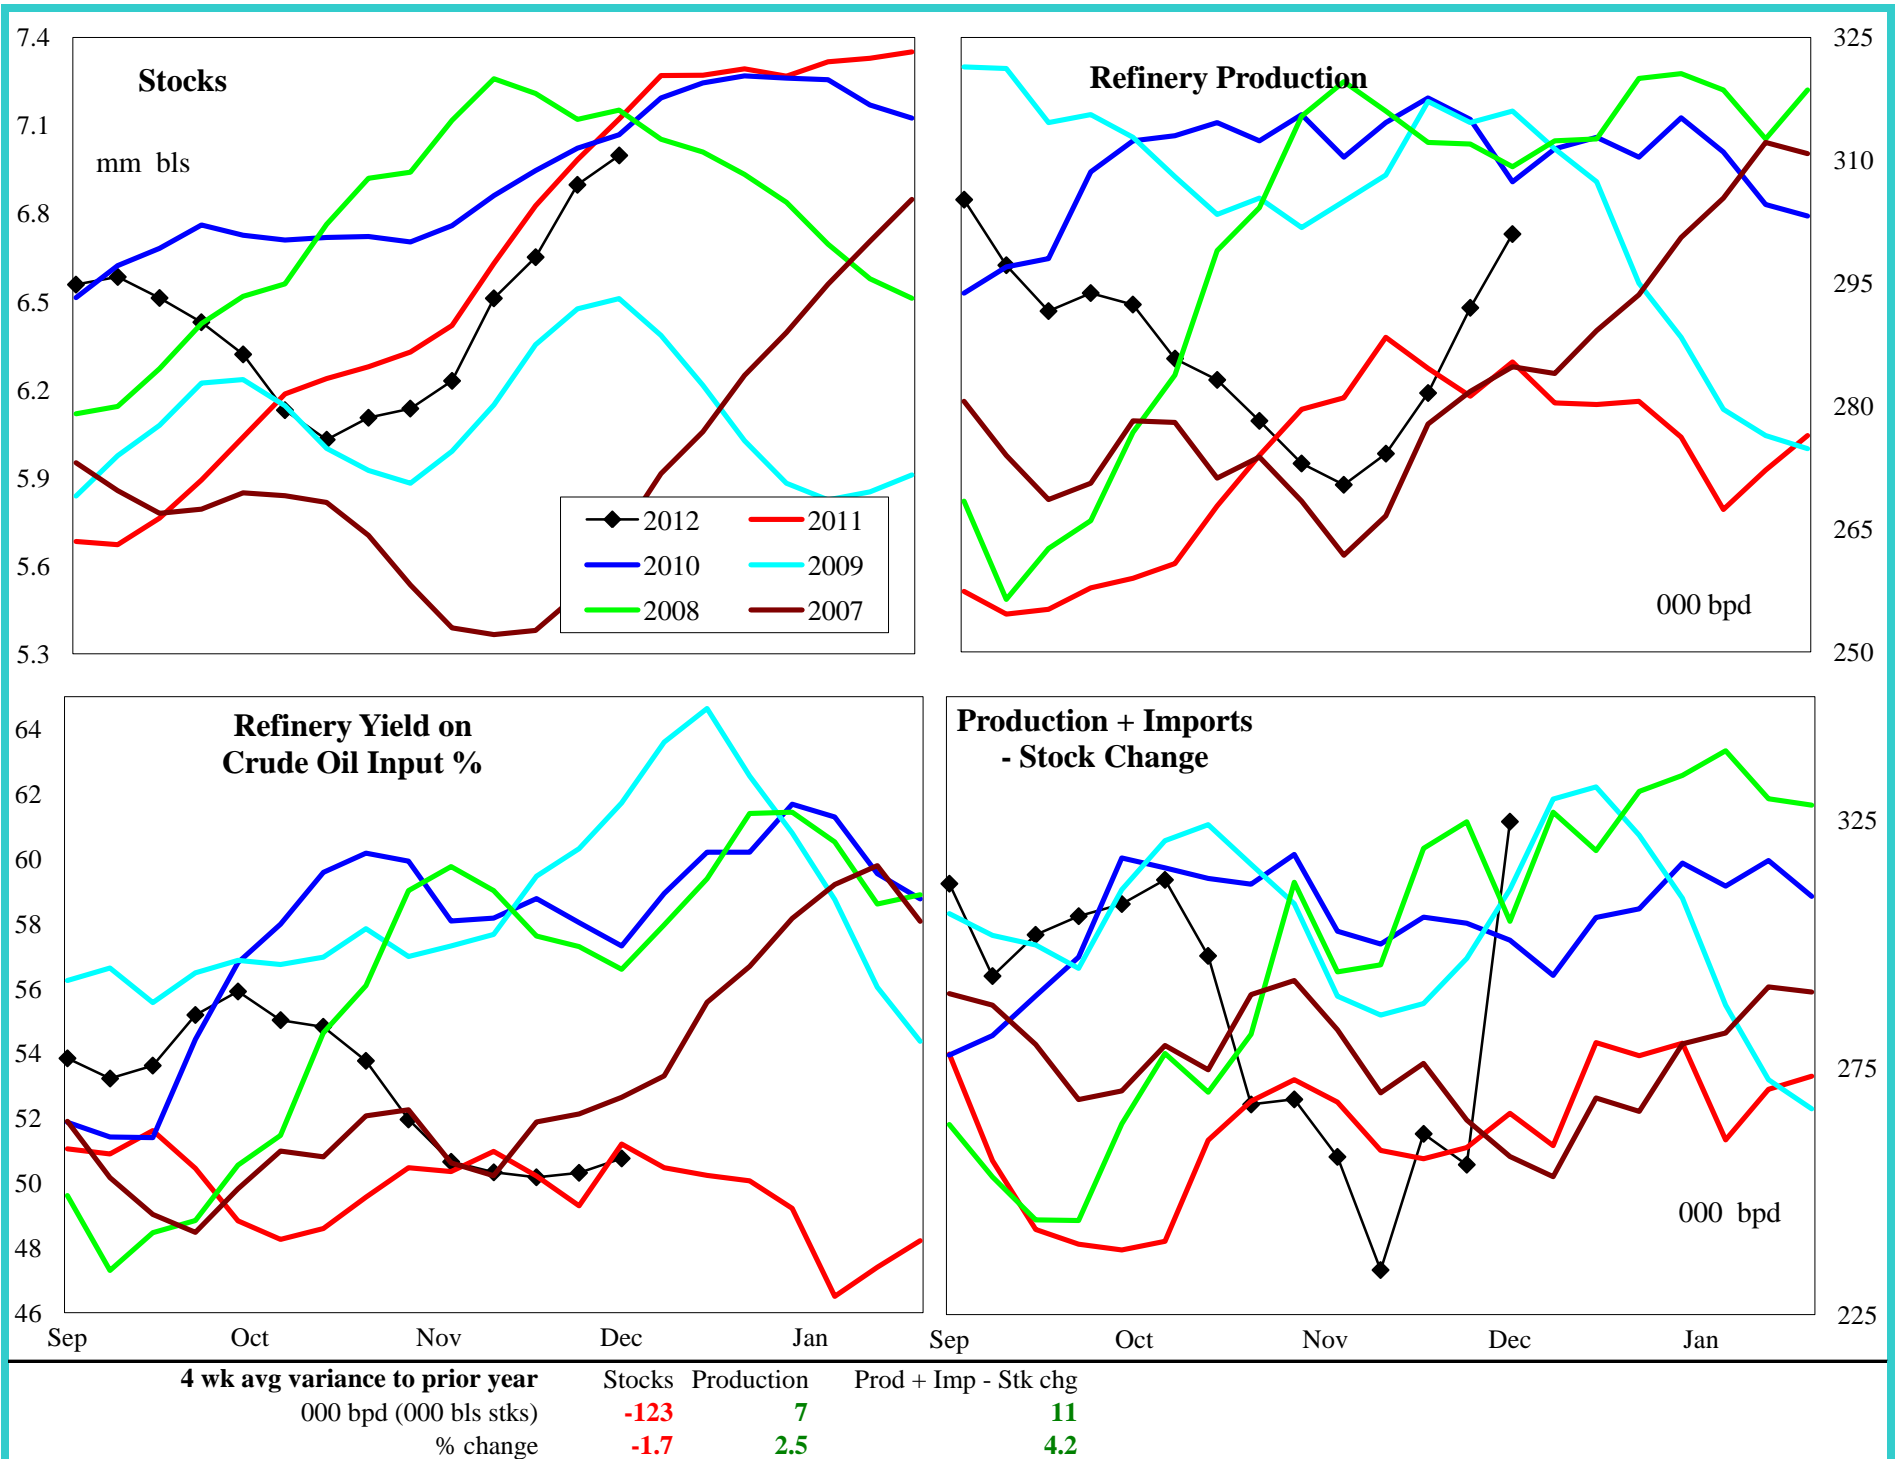 Stocks
mm bls
7.4
7.1
6.8
6.5
6.2
5.9
5.6
5.3
2012 2011
2010 2009
2008 2007
Refinery Production
000 bpd
325
310
295
280
265
250
Refinery Yield on
Crude Oil Input %
64
62
60
58
56
54
52
50
48
46
Sep Oct Nov Dec Jan
Production + Imports
- Stock Change
000 bpd
325
275
225
Sep Oct Nov Dec Jan
4 wk avg variance to prior year Stocks Production Prod + Imp - Stk chg
000 bpd (000 bls stks) -123 7 11
% change -1.7 2.5 4.2